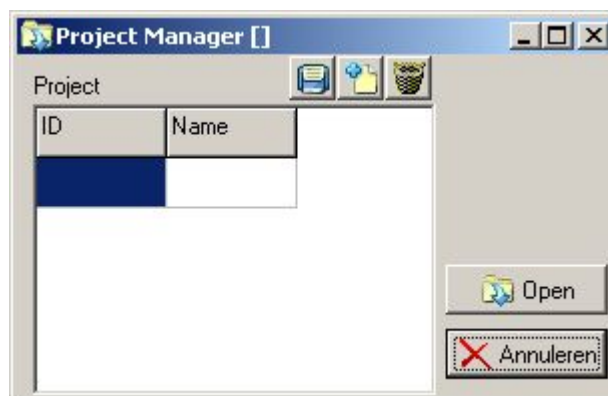 Project Manager []
Project
ID Name
Open
Annuleren